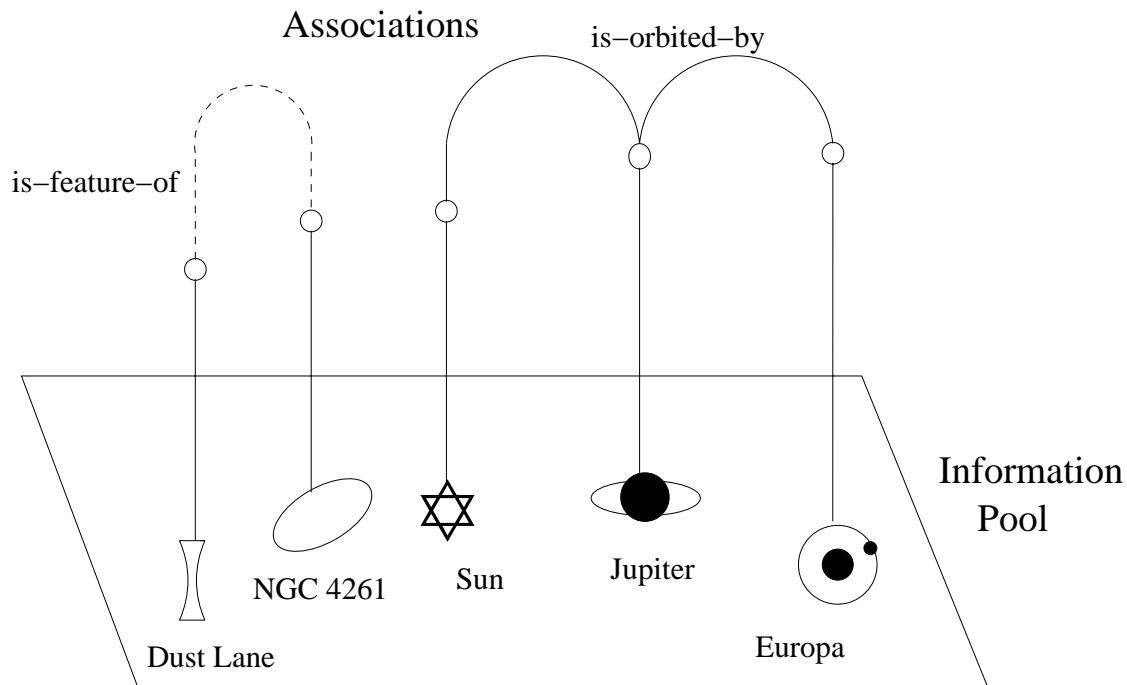 Associations
is−orbited−by
is−feature−of
Information
Pool
NGC 4261
Sun
Jupiter
Dust Lane
Europa